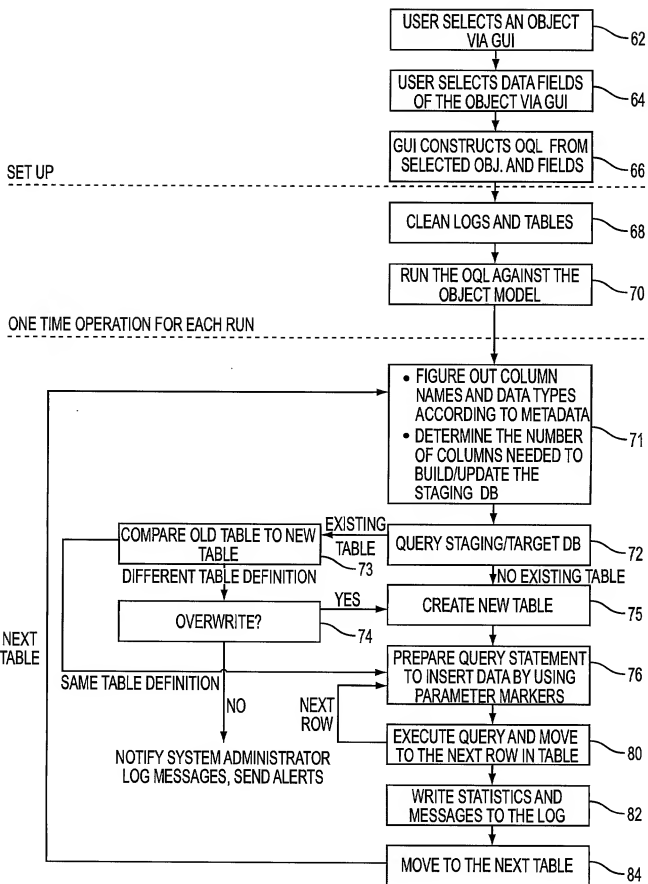 USER SELECTS AN OBJECT
VIA GUI
62
USER SELECTS DATA FIELDS
OF THE OBJECT VIA GUI
64
GUI CONSTRUCTS OQL FROM
SELECTED OBJ. AND FIELDS
66
SET UP
CLEAN LOGS AND TABLES
68
RUN THE OQL AGAINST THE
OBJECT MODEL
70
ONE TIME OPERATION FOR EACH RUN
• FIGURE OUT COLUMN
NAMES AND DATA TYPES
ACCORDING TO METADATA
• DETERMINE THE NUMBER
OF COLUMNS NEEDED TO
BUILD/UPDATE THE
STAGING DB
71
QUERY STAGING/TARGET DB
72
EXISTING
TABLE
COMPARE OLD TABLE TO NEW
TABLE
73
DIFFERENT TABLE DEFINITION
NO EXISTING TABLE
OVERWRITE?
74
YES
CREATE NEW TABLE
75
NEXT
TABLE
SAME TABLE DEFINITION
PREPARE QUERY STATEMENT
TO INSERT DATA BY USING
PARAMETER MARKERS
76
NO
NEXT
ROW
NOTIFY SYSTEM ADMINISTRATOR
LOG MESSAGES, SEND ALERTS
EXECUTE QUERY AND MOVE
TO THE NEXT ROW IN TABLE
80
WRITE STATISTICS AND
MESSAGES TO THE LOG
82
MOVE TO THE NEXT TABLE
84